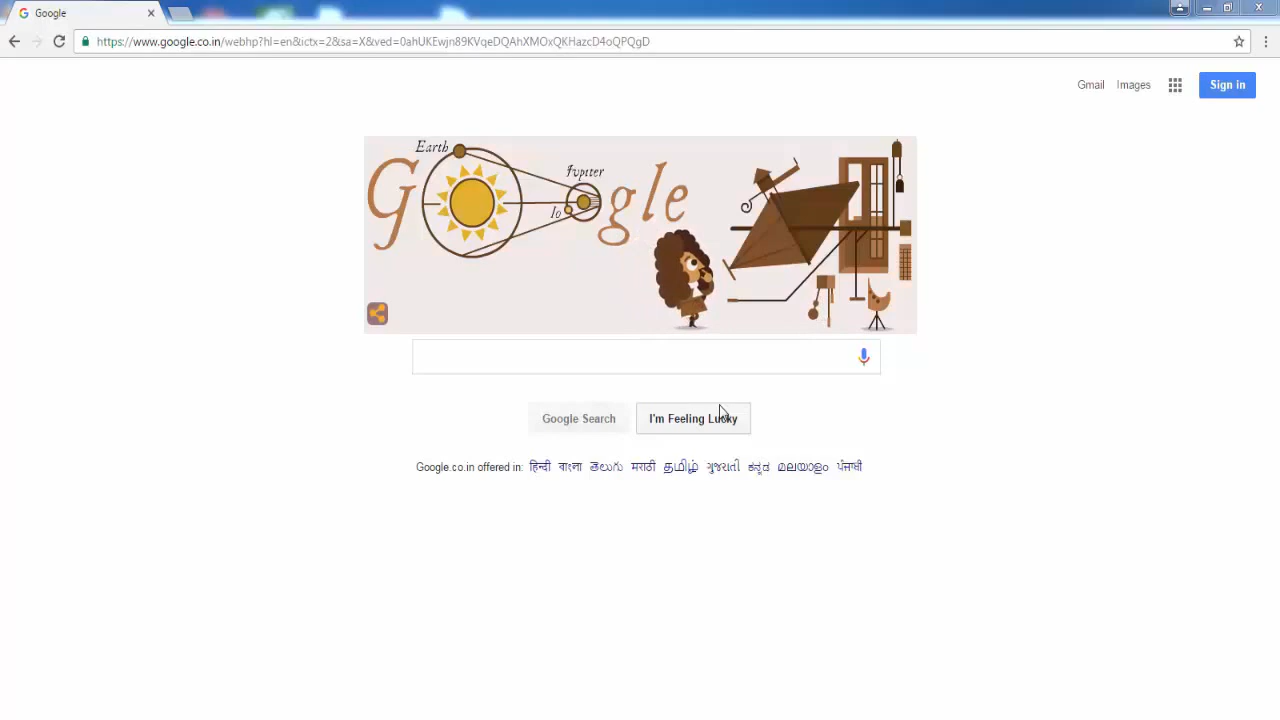 Google
https://www.google.co.in/webhp?hl=en&ictx=2&sa=X&ved=0ahUKEwjn89KVqeDQAhXMOxQKHazcD4oQPQgD
Gmail Images Sign in
Earth
Jupiter
Io
G gle
Google Search I'm Feeling Lucky
Google.co.in offered in: हिन्दी বাংলা తెలుగు मराठी தமிழ் ગુજરાતી ಕನ್ನಡ മലയാളം ਪੰਜਾਬੀ